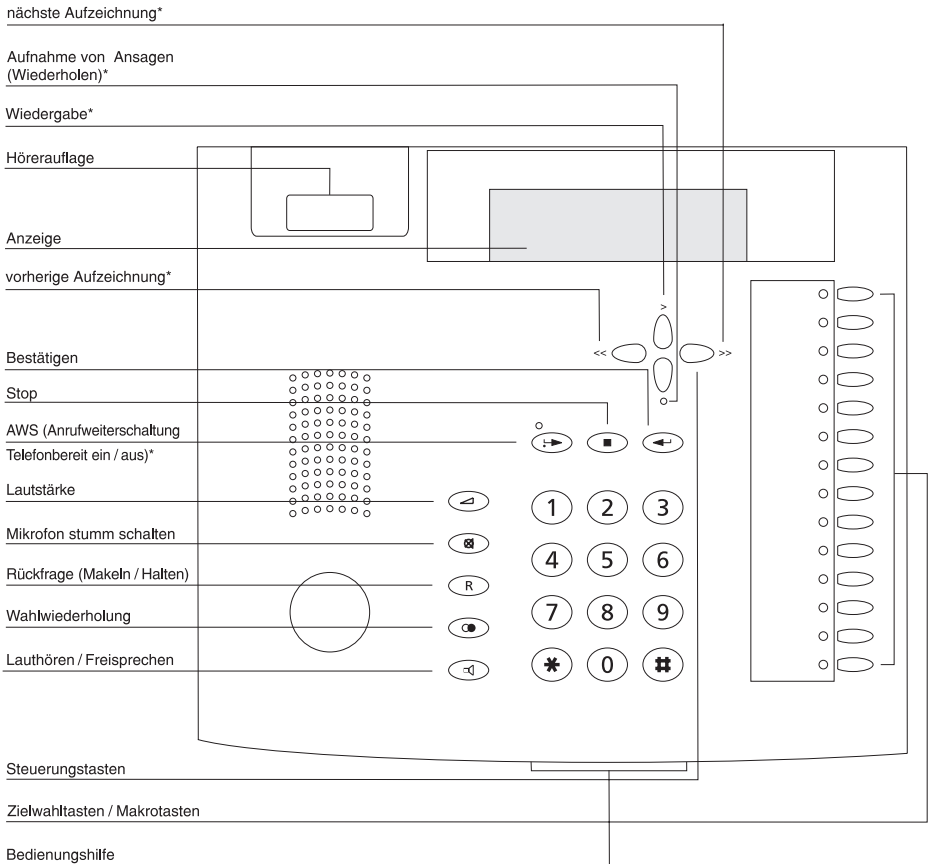 nächste Aufzeichnung*
Aufnahme von Ansagen
(Wiederholen)*
Wiedergabe*
Hörerauflage
Anzeige
vorherige Aufzeichnung*
>
<< >>
Bestätigen
Stop
AWS (Anrufweiterschaltung
Telefonbereit ein / aus)*
Lautstärke
1 2 3
Mikrofon stumm schalten
4 5 6
Rückfrage (Makeln / Halten)
R
Wahlwiederholung
7 8 9
Lauthören / Freisprechen
* 0 #
Steuerungstasten
Zielwahltasten / Makrotasten
Bedienungshilfe